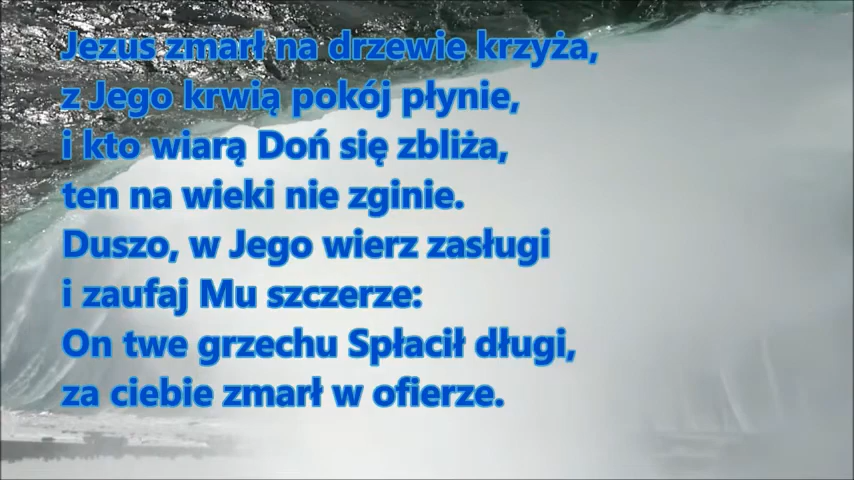 Jezus zmarł na drzewie krzyża,
z Jego krwią pokój płynie,
i kto wiarą Doń się zbliża,
ten na wieki nie zginie.
Duszo, w Jego wierz zasługi
i zaufaj Mu szczerze:
On twe grzechu Spłacił długi,
za ciebie zmarł w ofierze.